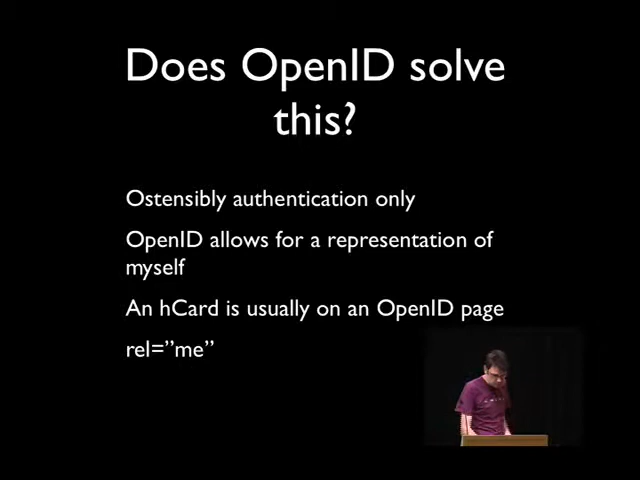 Does OpenID solve
this?
Ostensibly authentication only
OpenID allows for a representation of
myself
An hCard is usually on an OpenID page
rel=”me”